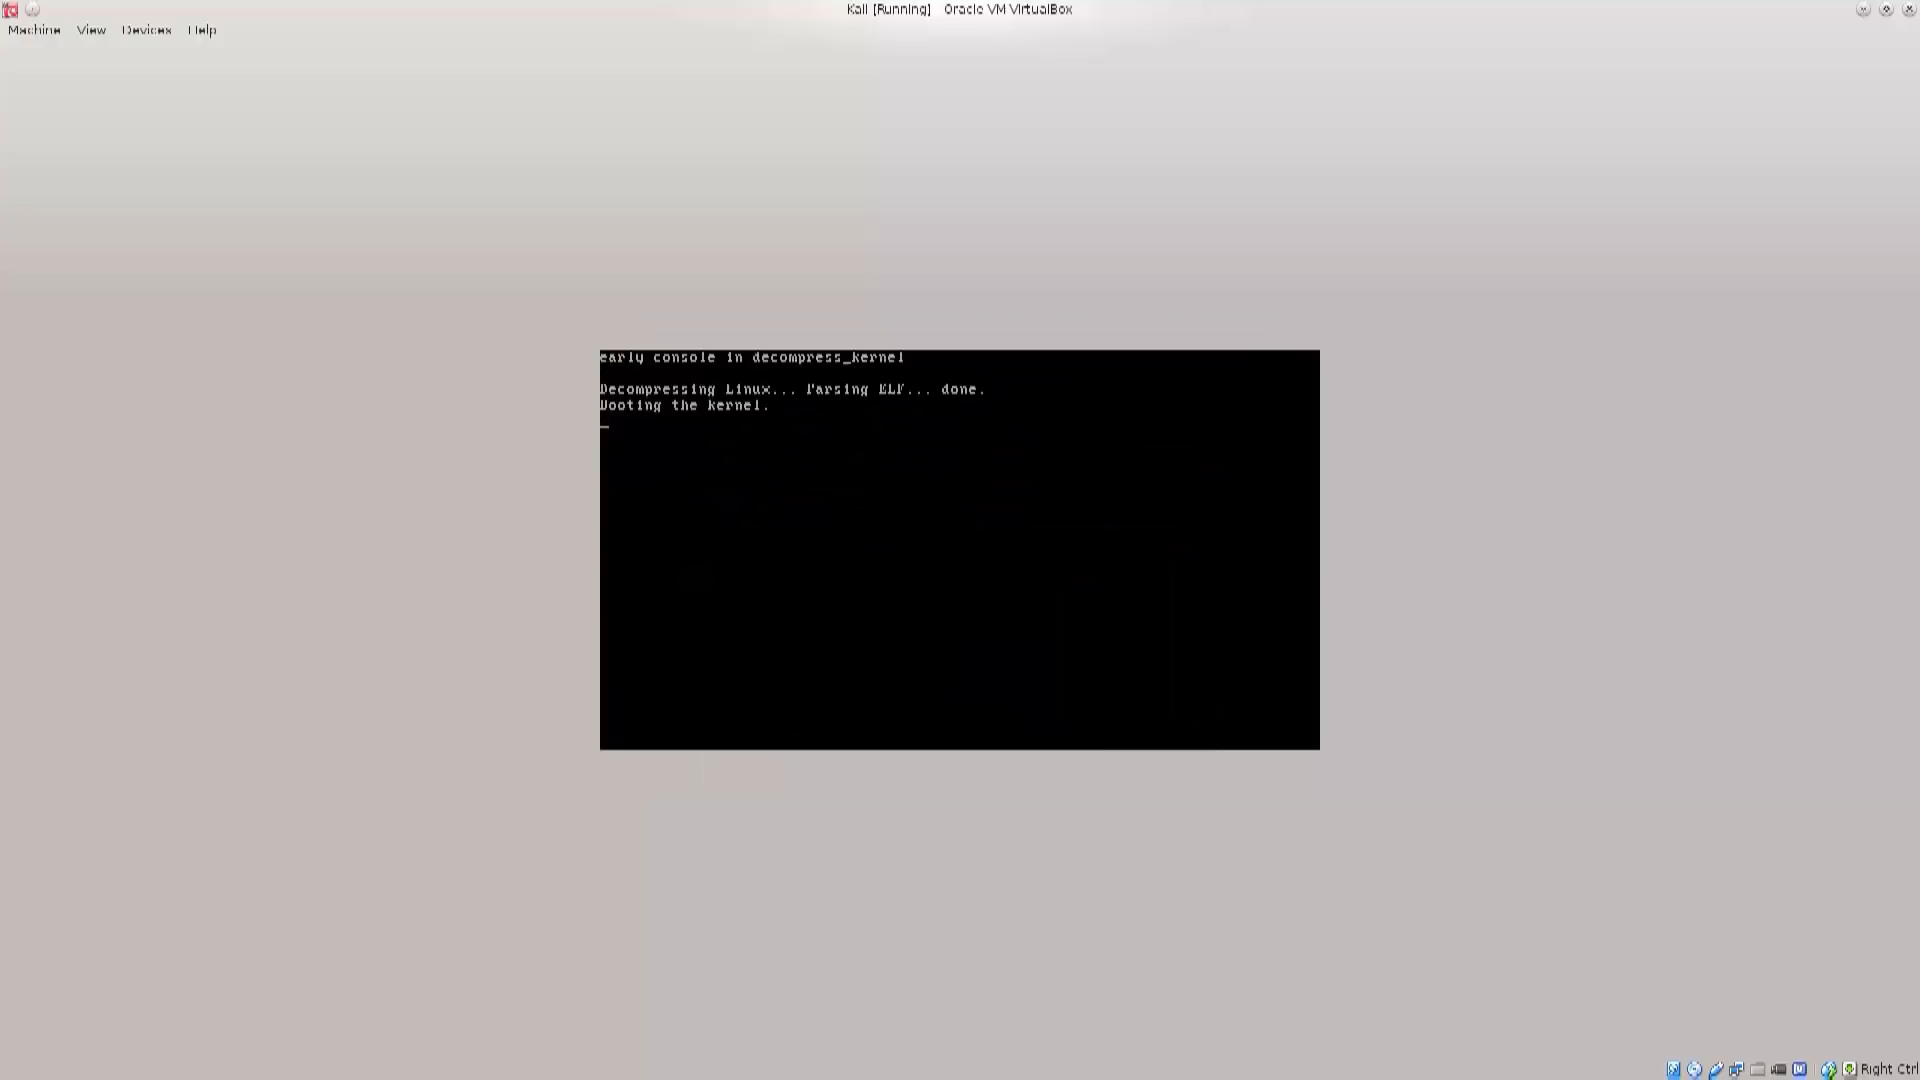 Kali [Running] Oracle VM VirtualBox
Machine View Devices Help
early console in decompress_kernel
Decompressing Linux... Parsing ELF... done.
Booting the kernel.
Right Ctrl